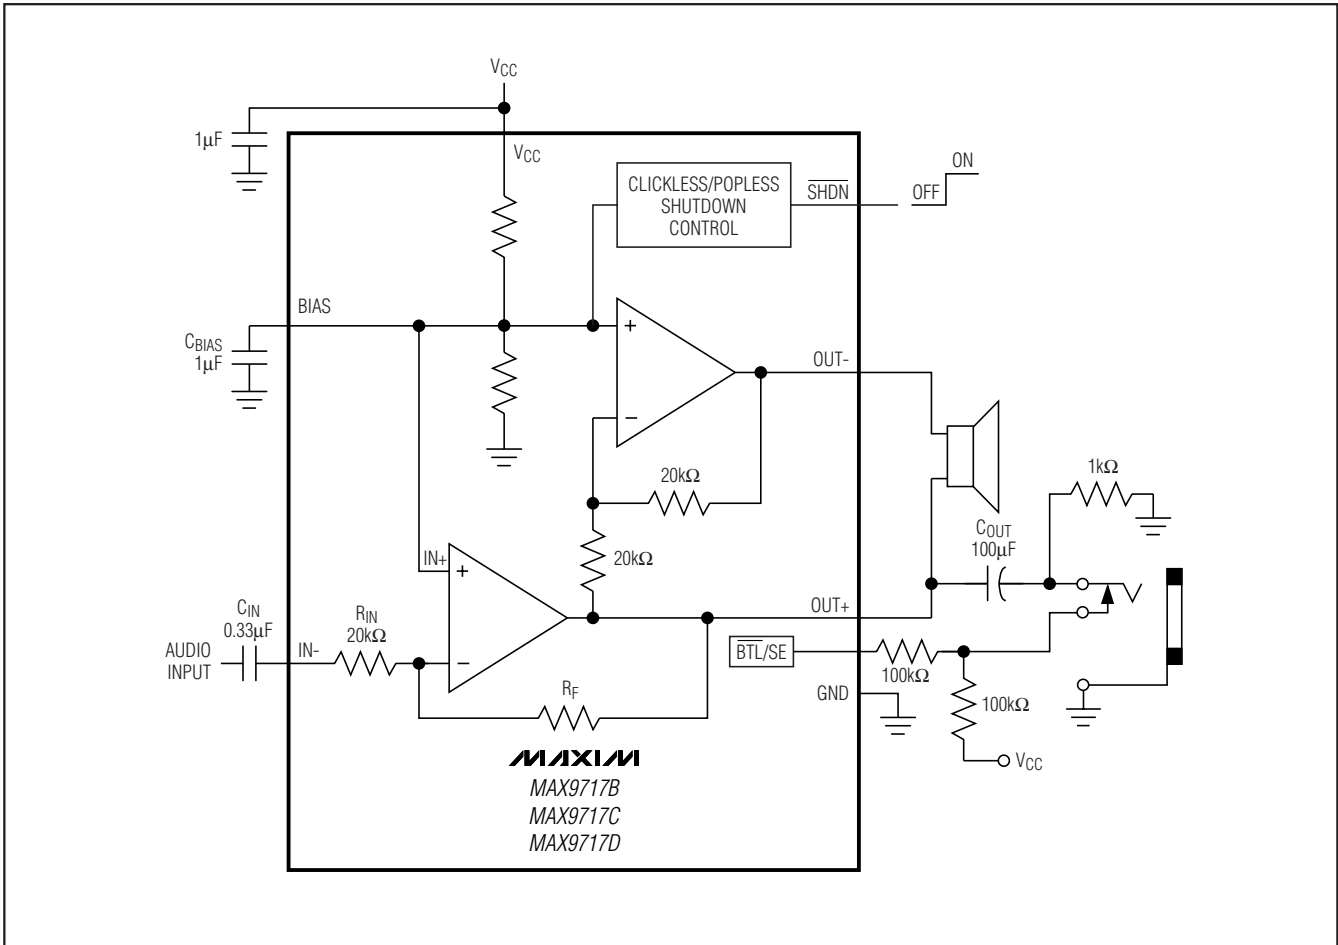 VCC
1µF
VCC
CLICKLESS/POPLESS
SHUTDOWN
CONTROL
SHDN
OFF
ON
BIAS
CBIAS
1µF
+
−
OUT-
20kΩ
20kΩ
1kΩ
COUT
100µF
IN+
+
−
OUT+
CIN
0.33µF
RIN
20kΩ
AUDIO
INPUT
IN-
BTL/SE
100kΩ
RF
GND
100kΩ
VCC
MAXIM
MAX9717B
MAX9717C
MAX9717D